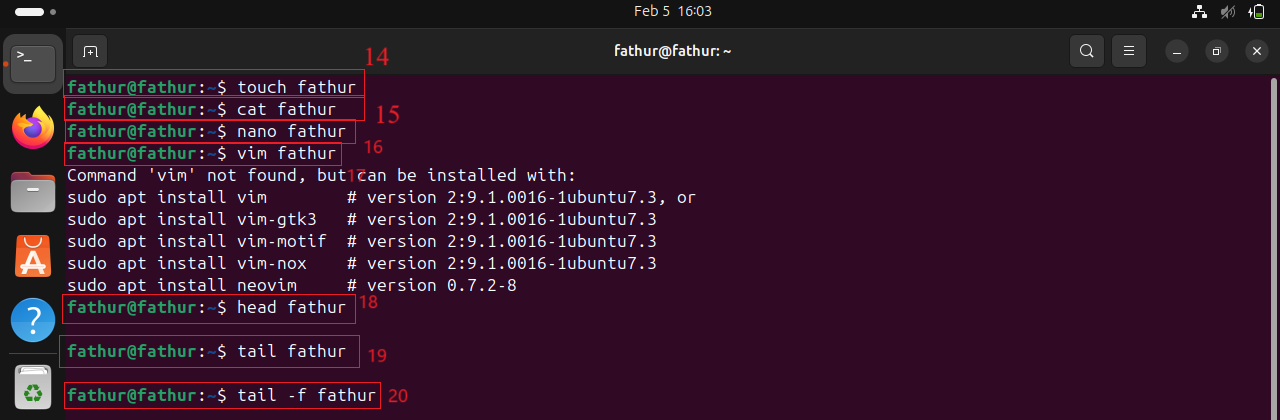 Feb 5 16:03
fathur@fathur: ~
14
fathur@fathur:~$ touch fathur
fathur@fathur:~$ cat fathur
15
fathur@fathur:~$ nano fathur
16
fathur@fathur:~$ vim fathur
17
Command 'vim' not found, but can be installed with:
sudo apt install vim        # version 2:9.1.0016-1ubuntu7.3, or
sudo apt install vim-gtk3   # version 2:9.1.0016-1ubuntu7.3
sudo apt install vim-motif  # version 2:9.1.0016-1ubuntu7.3
sudo apt install vim-nox    # version 2:9.1.0016-1ubuntu7.3
sudo apt install neovim     # version 0.7.2-8
fathur@fathur:~$ head fathur
18
fathur@fathur:~$ tail fathur
19
fathur@fathur:~$ tail -f fathur
20